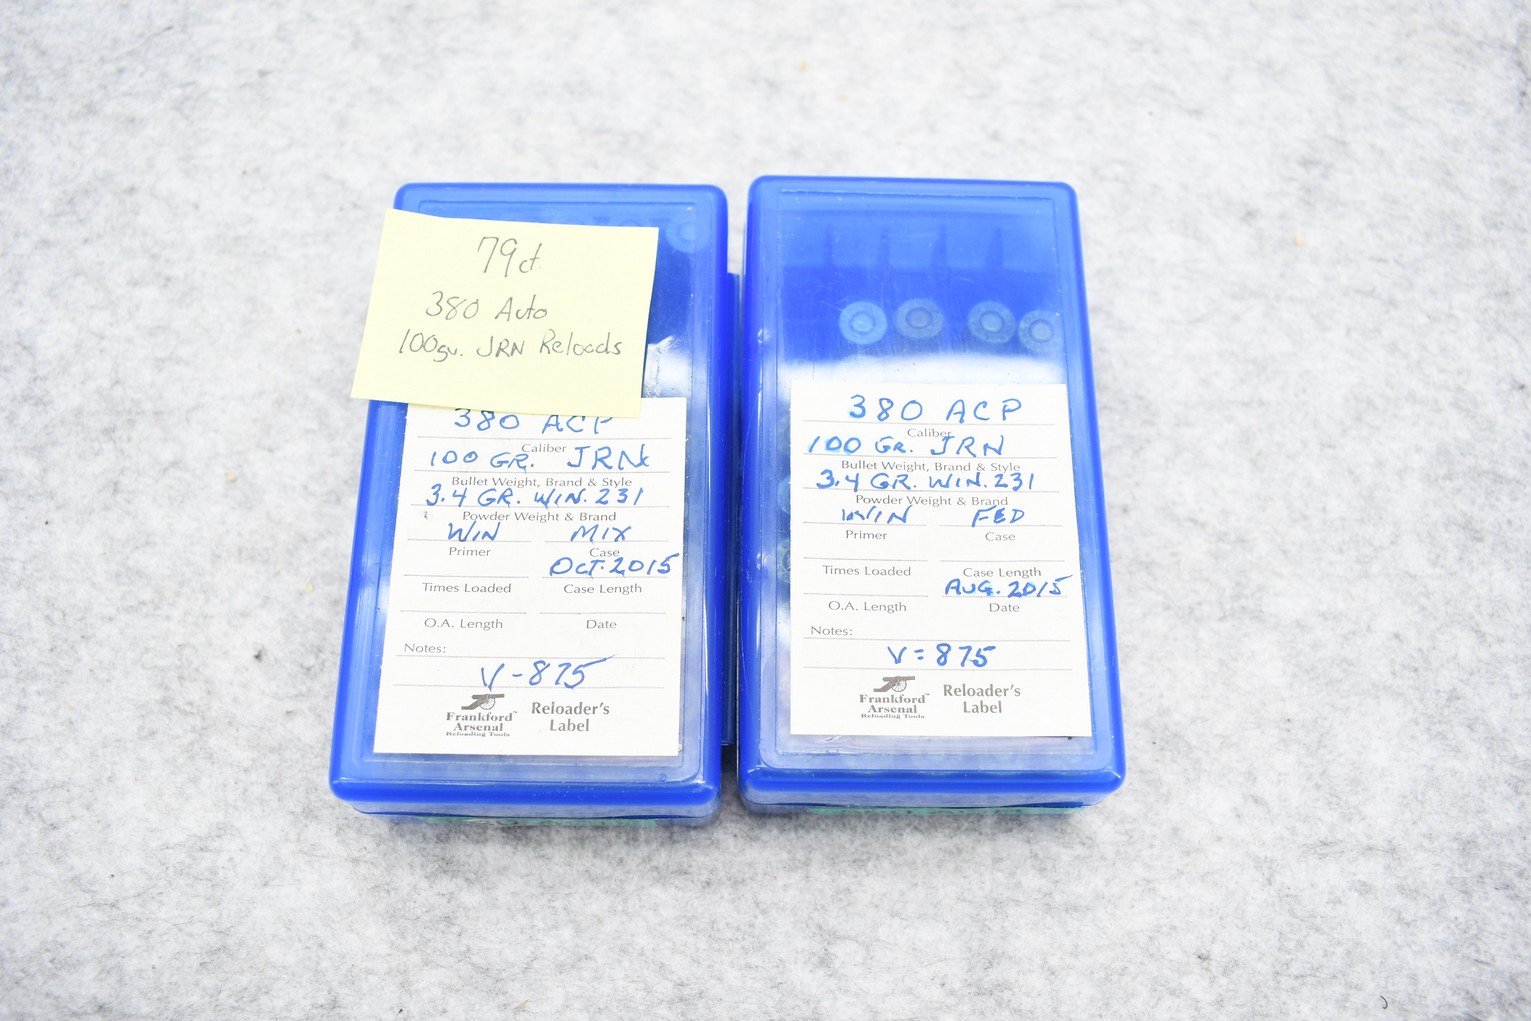 79ct.
380 Auto
100gr. JRN Reloads
380 ACP
Caliber
100 GR. JRN
Bullet Weight, Brand & Style
3.4 GR. WIN. 231
Powder Weight & Brand
WIN MIX
Primer Case
OCT. 2015
Times Loaded Case Length
O.A. Length Date
Notes:
V-875
Frankford Arsenal Reloading Tools
Reloader's Label
380 ACP
Caliber
100 GR. JRN
Bullet Weight, Brand & Style
3.4 GR. WIN. 231
Powder Weight & Brand
WIN FED
Primer Case
Times Loaded Case Length
AUG. 2015
O.A. Length Date
Notes:
V=875
Frankford Arsenal Reloading Tools
Reloader's Label